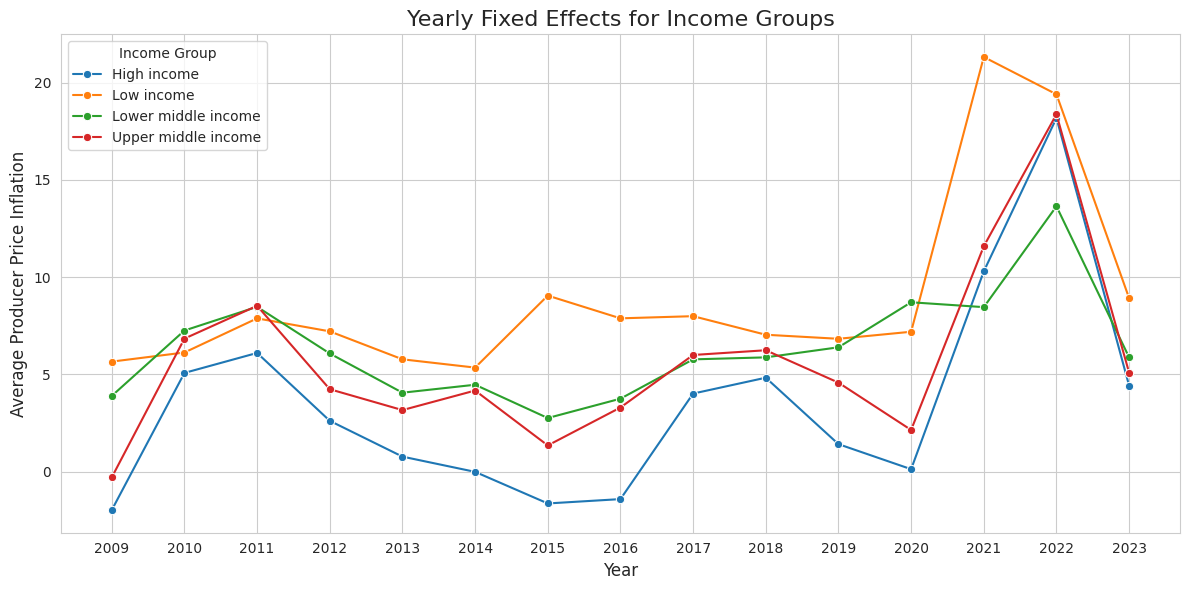 Yearly Fixed Effects for Income Groups
Income Group
High income
Low income
Lower middle income
Upper middle income
Average Producer Price Inflation
20
15
10
5
0
2009 2010 2011 2012 2013 2014 2015 2016 2017 2018 2019 2020 2021 2022 2023
Year